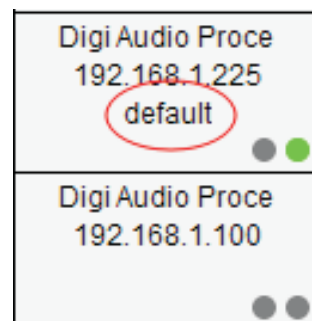 Digi Audio Proce
192.168.1.225
default
Digi Audio Proce
192.168.1.100